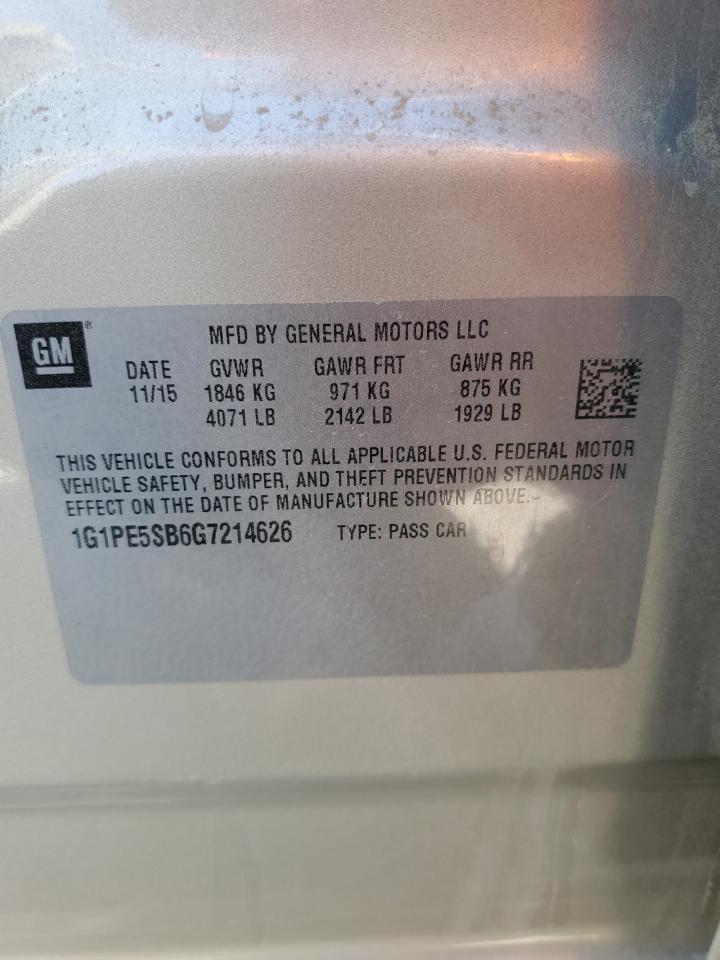 GM®
MFD BY GENERAL MOTORS LLC
DATE GVWR GAWR FRT GAWR RR
11/15 1846 KG 971 KG 875 KG
4071 LB 2142 LB 1929 LB
THIS VEHICLE CONFORMS TO ALL APPLICABLE U.S. FEDERAL MOTOR
VEHICLE SAFETY, BUMPER, AND THEFT PREVENTION STANDARDS IN
EFFECT ON THE DATE OF MANUFACTURE SHOWN ABOVE.
1G1PE5SB6G7214626 TYPE: PASS CAR